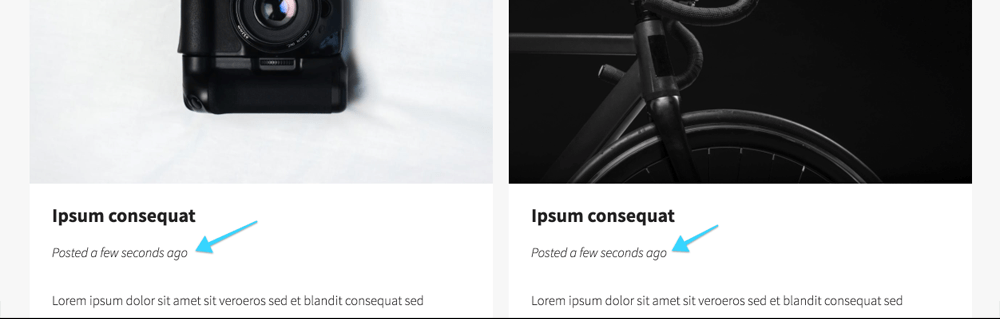 Ipsum consequat
Posted a few seconds ago
Lorem ipsum dolor sit amet sit veroeros sed et blandit consequat sed
Ipsum consequat
Posted a few seconds ago
Lorem ipsum dolor sit amet sit veroeros sed et blandit consequat sed